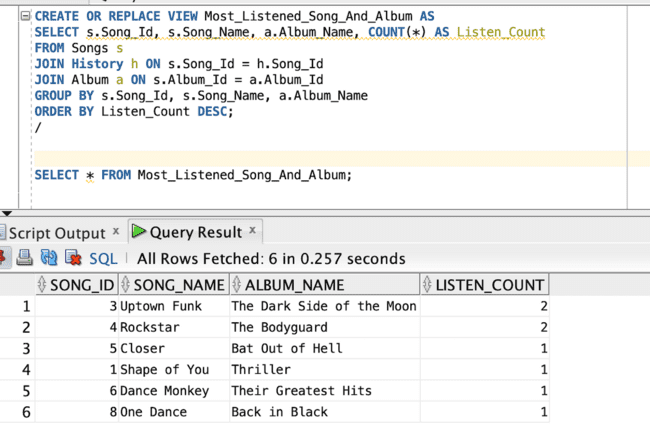 CREATE OR REPLACE VIEW Most_Listened_Song_And_Album AS
SELECT s.Song_Id, s.Song_Name, a.Album_Name, COUNT(*) AS Listen_Count
FROM Songs s
JOIN History h ON s.Song_Id = h.Song_Id
JOIN Album a ON s.Album_Id = a.Album_Id
GROUP BY s.Song_Id, s.Song_Name, a.Album_Name
ORDER BY Listen_Count DESC;
/
SELECT * FROM Most_Listened_Song_And_Album;
Script Output x Query Result x
SQL | All Rows Fetched: 6 in 0.257 seconds
SONG_ID SONG_NAME ALBUM_NAME LISTEN_COUNT
1 3 Uptown Funk The Dark Side of the Moon 2
2 4 Rockstar The Bodyguard 2
3 5 Closer Bat Out of Hell 1
4 1 Shape of You Thriller 1
5 6 Dance Monkey Their Greatest Hits 1
6 8 One Dance Back in Black 1